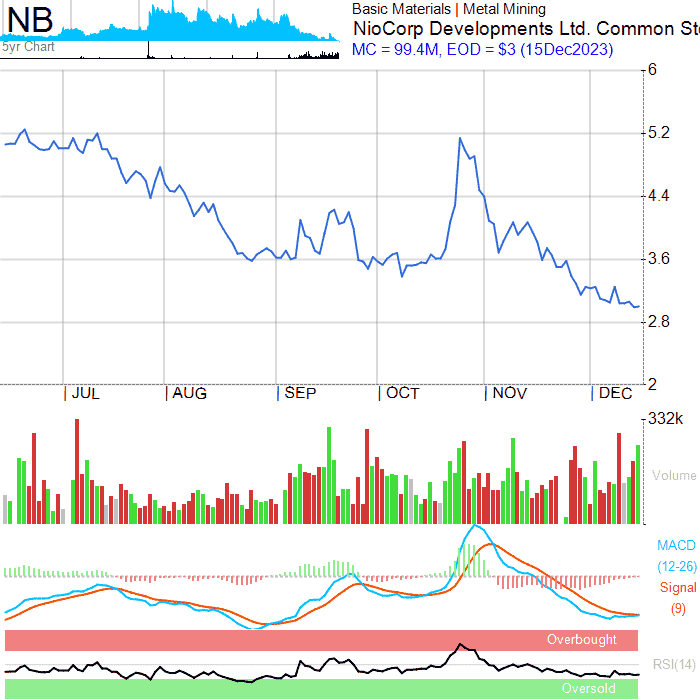 NB
5yr Chart
Basic Materials | Metal Mining
NioCorp Developments Ltd. Common Sto
MC = 99.4M, EOD = $3 (15Dec2023)
6
5.2
4.4
3.6
2.8
2
JUL AUG SEP OCT NOV DEC
332k
Volume
MACD
(12-26)
Signal
(9)
Overbought
RSI(14)
Oversold